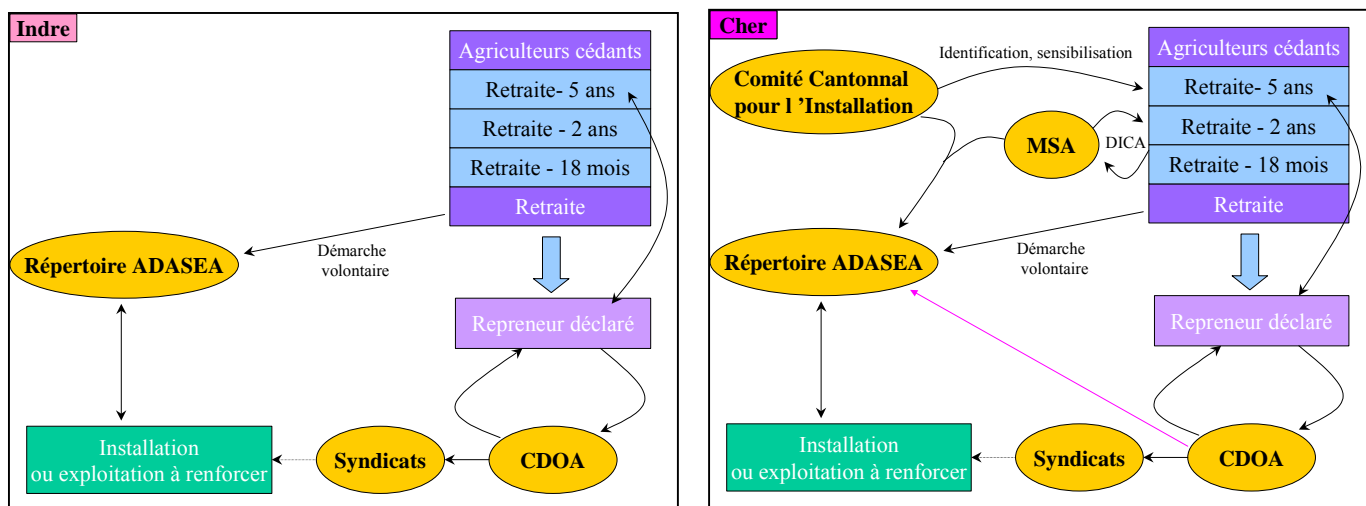 Indre
Agriculteurs cédants
Retraite- 5 ans
Retraite - 2 ans
Retraite - 18 mois
Retraite
Démarche
volontaire
Répertoire ADASEA
Repreneur déclaré
Installation
ou exploitation à renforcer
Syndicats
CDOA
Cher
Comité Cantonnal
pour l ’Installation
Identification, sensibilisation
MSA
DICA
Agriculteurs cédants
Retraite- 5 ans
Retraite - 2 ans
Retraite - 18 mois
Retraite
Démarche
volontaire
Répertoire ADASEA
Repreneur déclaré
Installation
ou exploitation à renforcer
Syndicats
CDOA